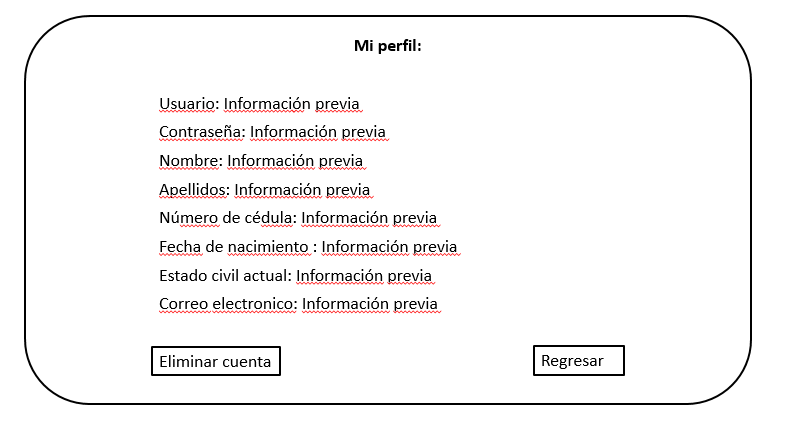 Mi perfil:
Usuario: Información previa
Contraseña: Información previa
Nombre: Información previa
Apellidos: Información previa
Número de cédula: Información previa
Fecha de nacimiento : Información previa
Estado civil actual: Información previa
Correo electronico: Información previa
Eliminar cuenta
Regresar